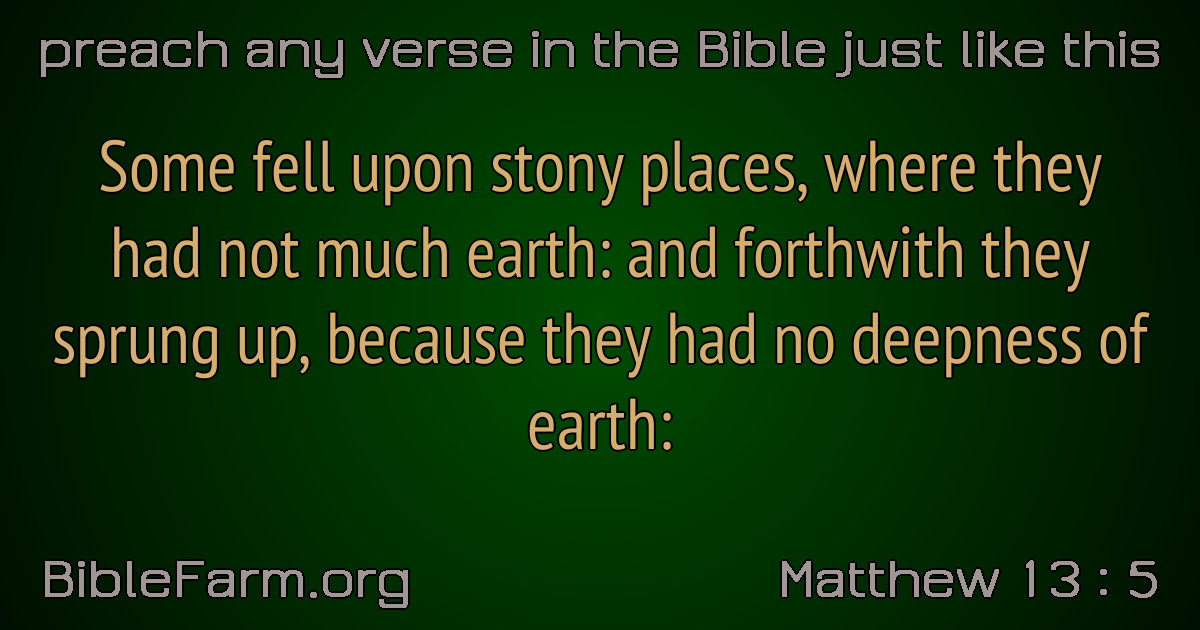 preach any verse in the Bible just like this
Some fell upon stony places, where they
had not much earth: and forthwith they
sprung up, because they had no deepness of
earth:
BibleFarm.org
Matthew 13 : 5